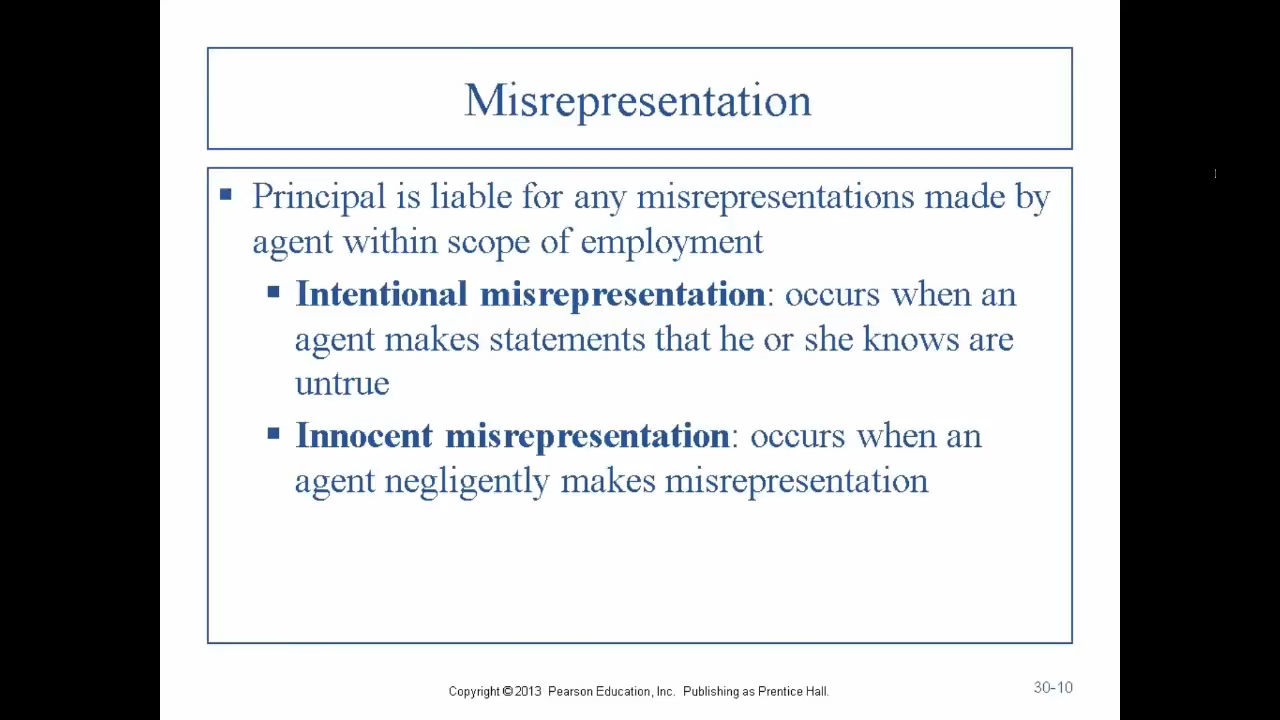 Misrepresentation
▪ Principal is liable for any misrepresentations made by
agent within scope of employment
▪ Intentional misrepresentation: occurs when an
agent makes statements that he or she knows are
untrue
▪ Innocent misrepresentation: occurs when an
agent negligently makes misrepresentation
Copyright © 2013 Pearson Education, Inc. Publishing as Prentice Hall.
30-10